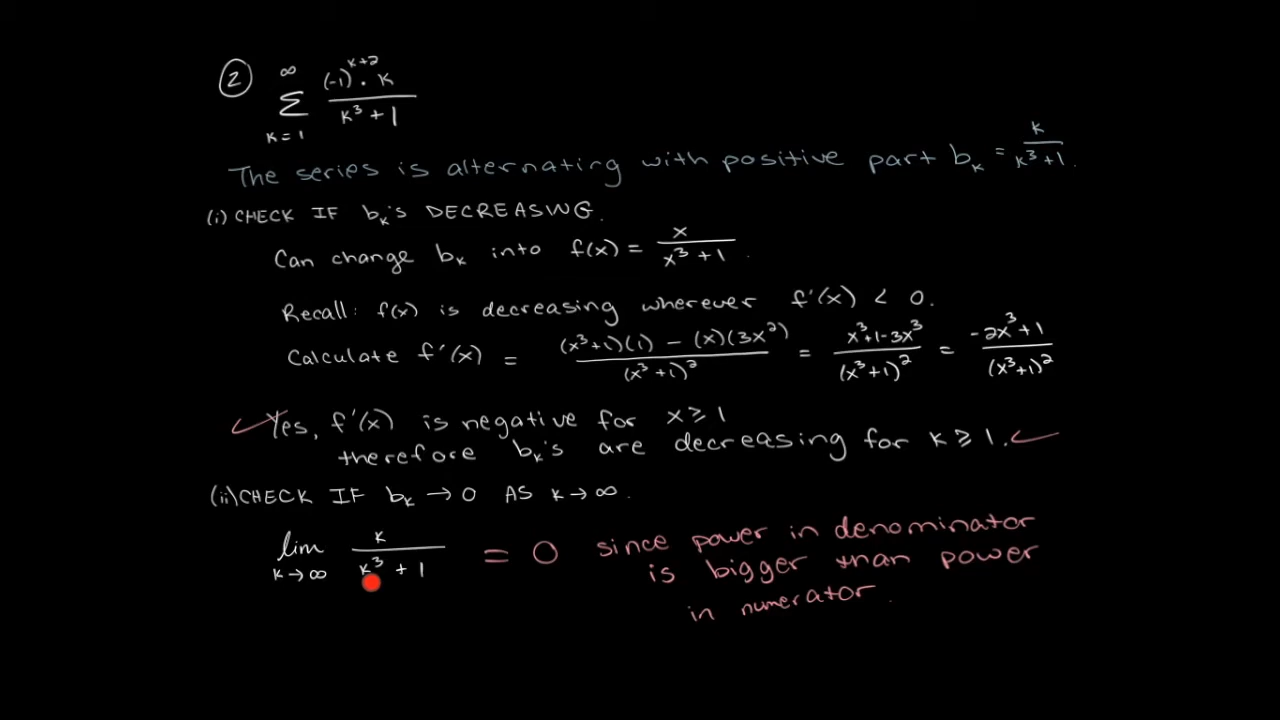 ② ∞ Σ k=1 (-1)^{k+2} · k / k³ + 1
The series is alternating with positive part b_k = k / k³+1.
(i) CHECK IF b_k's DECREASING.
Can change b_k into f(x) = x / x³ + 1.
Recall: f(x) is decreasing wherever f'(x) < 0.
Calculate f'(x) = (x³+1)(1) - (x)(3x²) / (x³+1)² = x³+1-3x³ / (x³+1)² = -2x³+1 / (x³+1)²
✓ Yes, f'(x) is negative for x ≥ 1
therefore b_k's are decreasing for k ≥ 1. ✓
(ii) CHECK IF b_k → 0 AS k → ∞.
lim k→∞ k / k³ + 1 = 0 since power in denominator
is bigger than power
in numerator.